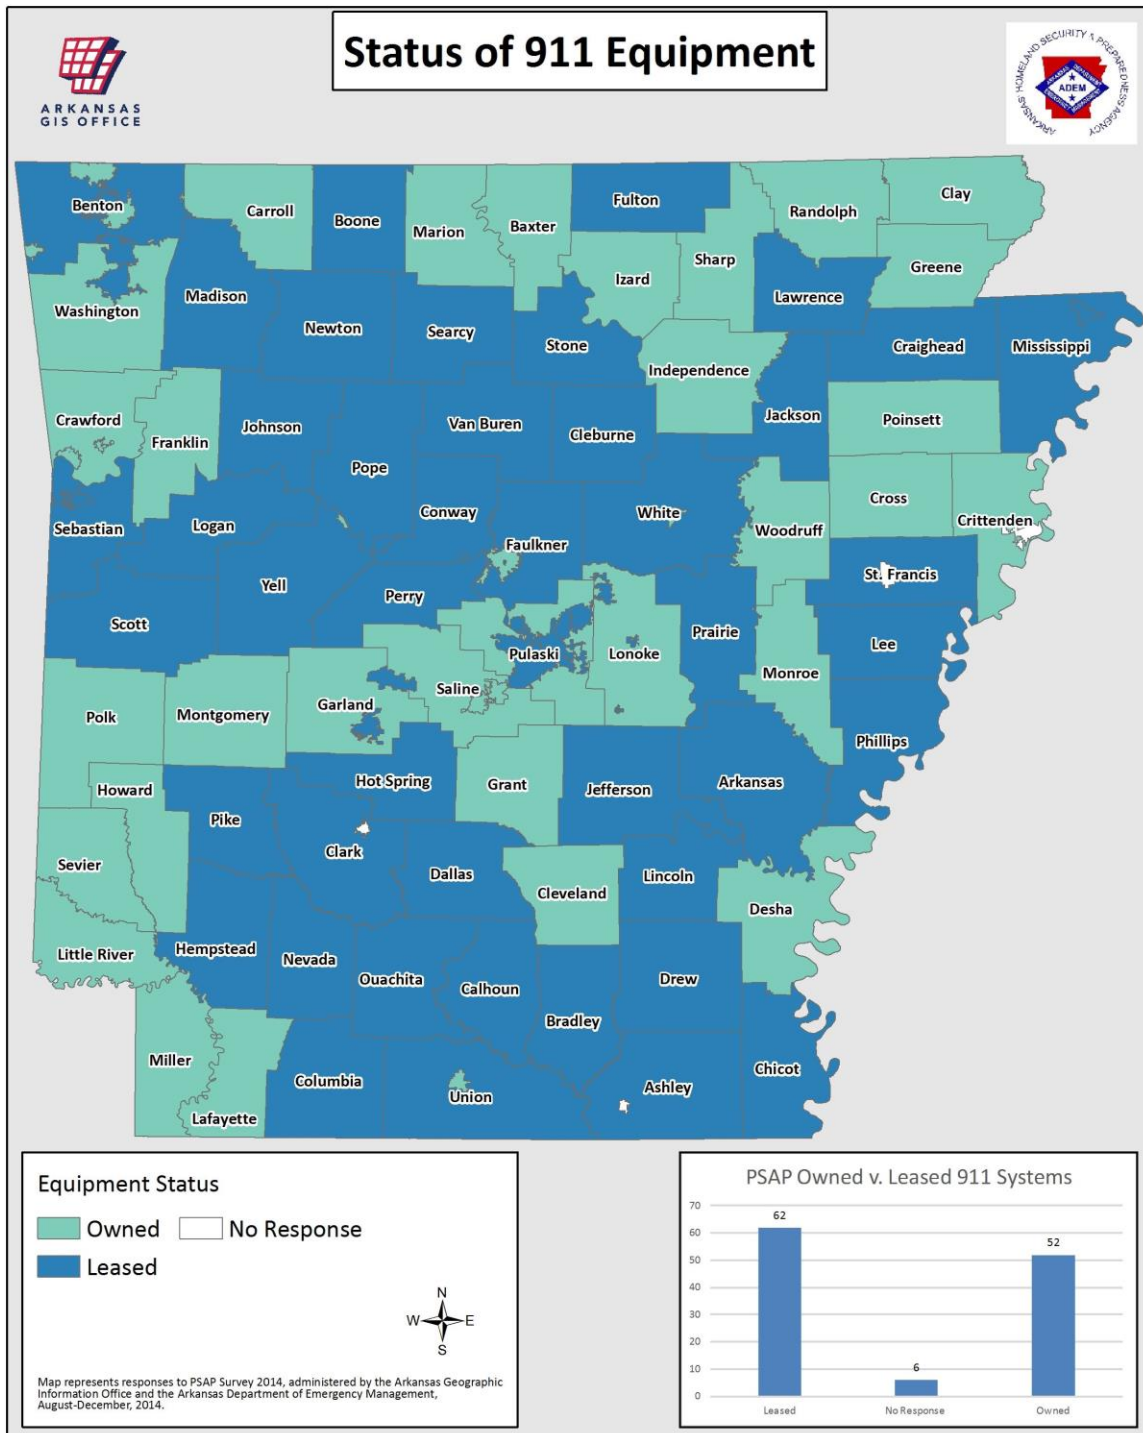 Status of 911 Equipment
ARKANSAS
GIS OFFICE
ARKANSAS HOMELAND SECURITY & PREPAREDNESS AGENCY
ADEM
Benton
Carroll
Boone
Marion
Baxter
Fulton
Randolph
Clay
Sharp
Izard
Greene
Lawrence
Washington
Madison
Newton
Searcy
Stone
Independence
Craighead
Mississippi
Jackson
Poinsett
Crawford
Franklin
Johnson
Van Buren
Cleburne
Pope
Sebastian
Logan
Conway
White
Cross
Woodruff
Crittenden
Faulkner
Yell
Perry
St. Francis
Scott
Pulaski
Lonoke
Prairie
Lee
Monroe
Saline
Garland
Montgomery
Polk
Phillips
Howard
Hot Spring
Grant
Jefferson
Arkansas
Pike
Clark
Dallas
Lincoln
Sevier
Cleveland
Desha
Little River
Hempstead
Nevada
Ouachita
Calhoun
Drew
Bradley
Miller
Columbia
Union
Ashley
Chicot
Lafayette
Equipment Status
Owned
No Response
Leased
N
W E
S
Map represents responses to PSAP Survey 2014, administered by the Arkansas Geographic
Information Office and the Arkansas Department of Emergency Management,
August-December, 2014.
PSAP Owned v. Leased 911 Systems
70
60
50
40
30
20
10
0
62
6
52
Leased
No Response
Owned